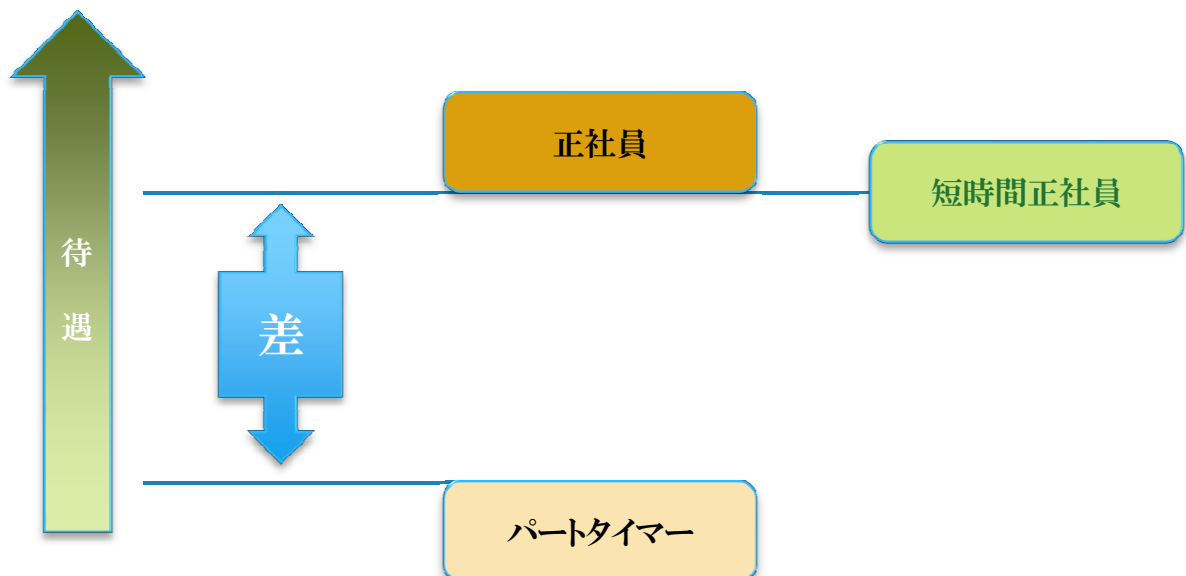 正社員
短時間正社員
待遇
差
パートタイマー